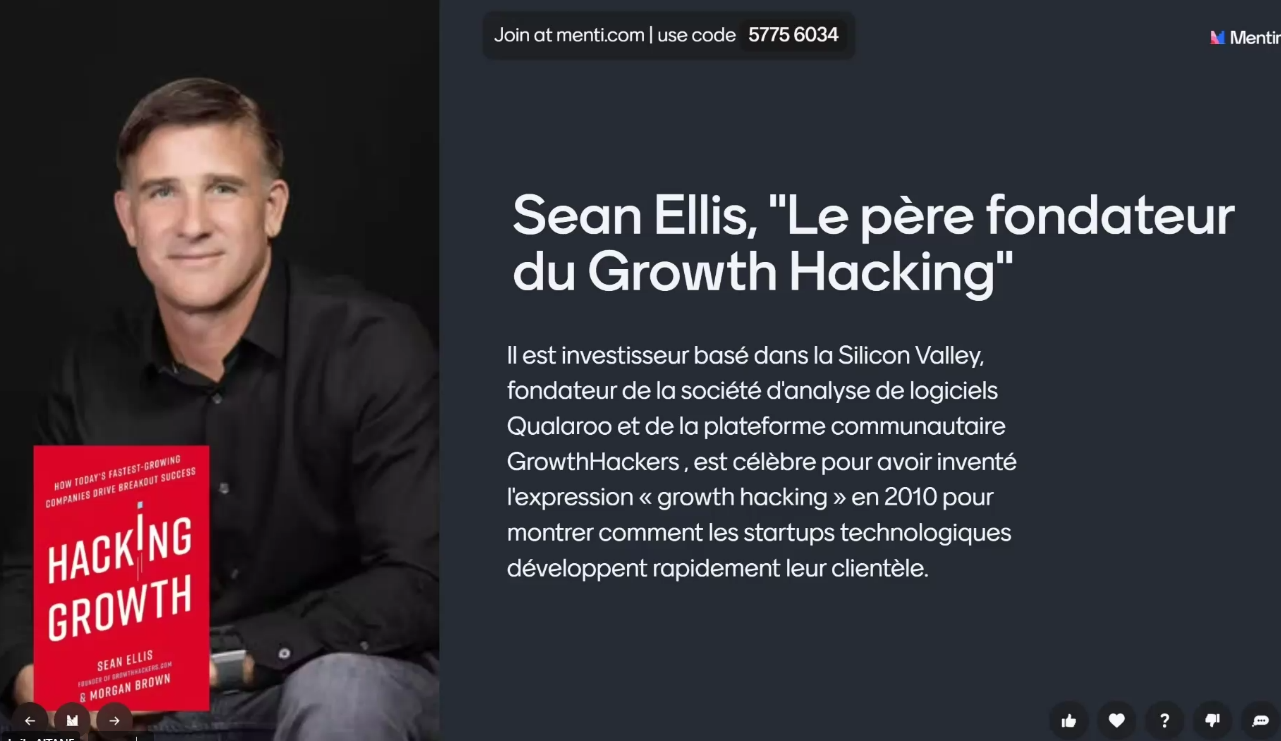 Join at menti.com | use code 5775 6034
Sean Ellis, "Le père fondateur
du Growth Hacking"
Il est investisseur basé dans la Silicon Valley,
fondateur de la société d'analyse de logiciels
Qualaroo et de la plateforme communautaire
GrowthHackers , est célèbre pour avoir inventé
l'expression « growth hacking » en 2010 pour
montrer comment les startups technologiques
développent rapidement leur clientèle.
HOW TODAY'S FASTEST-GROWING
COMPANIES DRIVE BREAKOUT SUCCESS
HACKING
GROWTH
SEAN ELLIS
FOUNDER OF GROWTHHACKERS.COM
& MORGAN BROWN